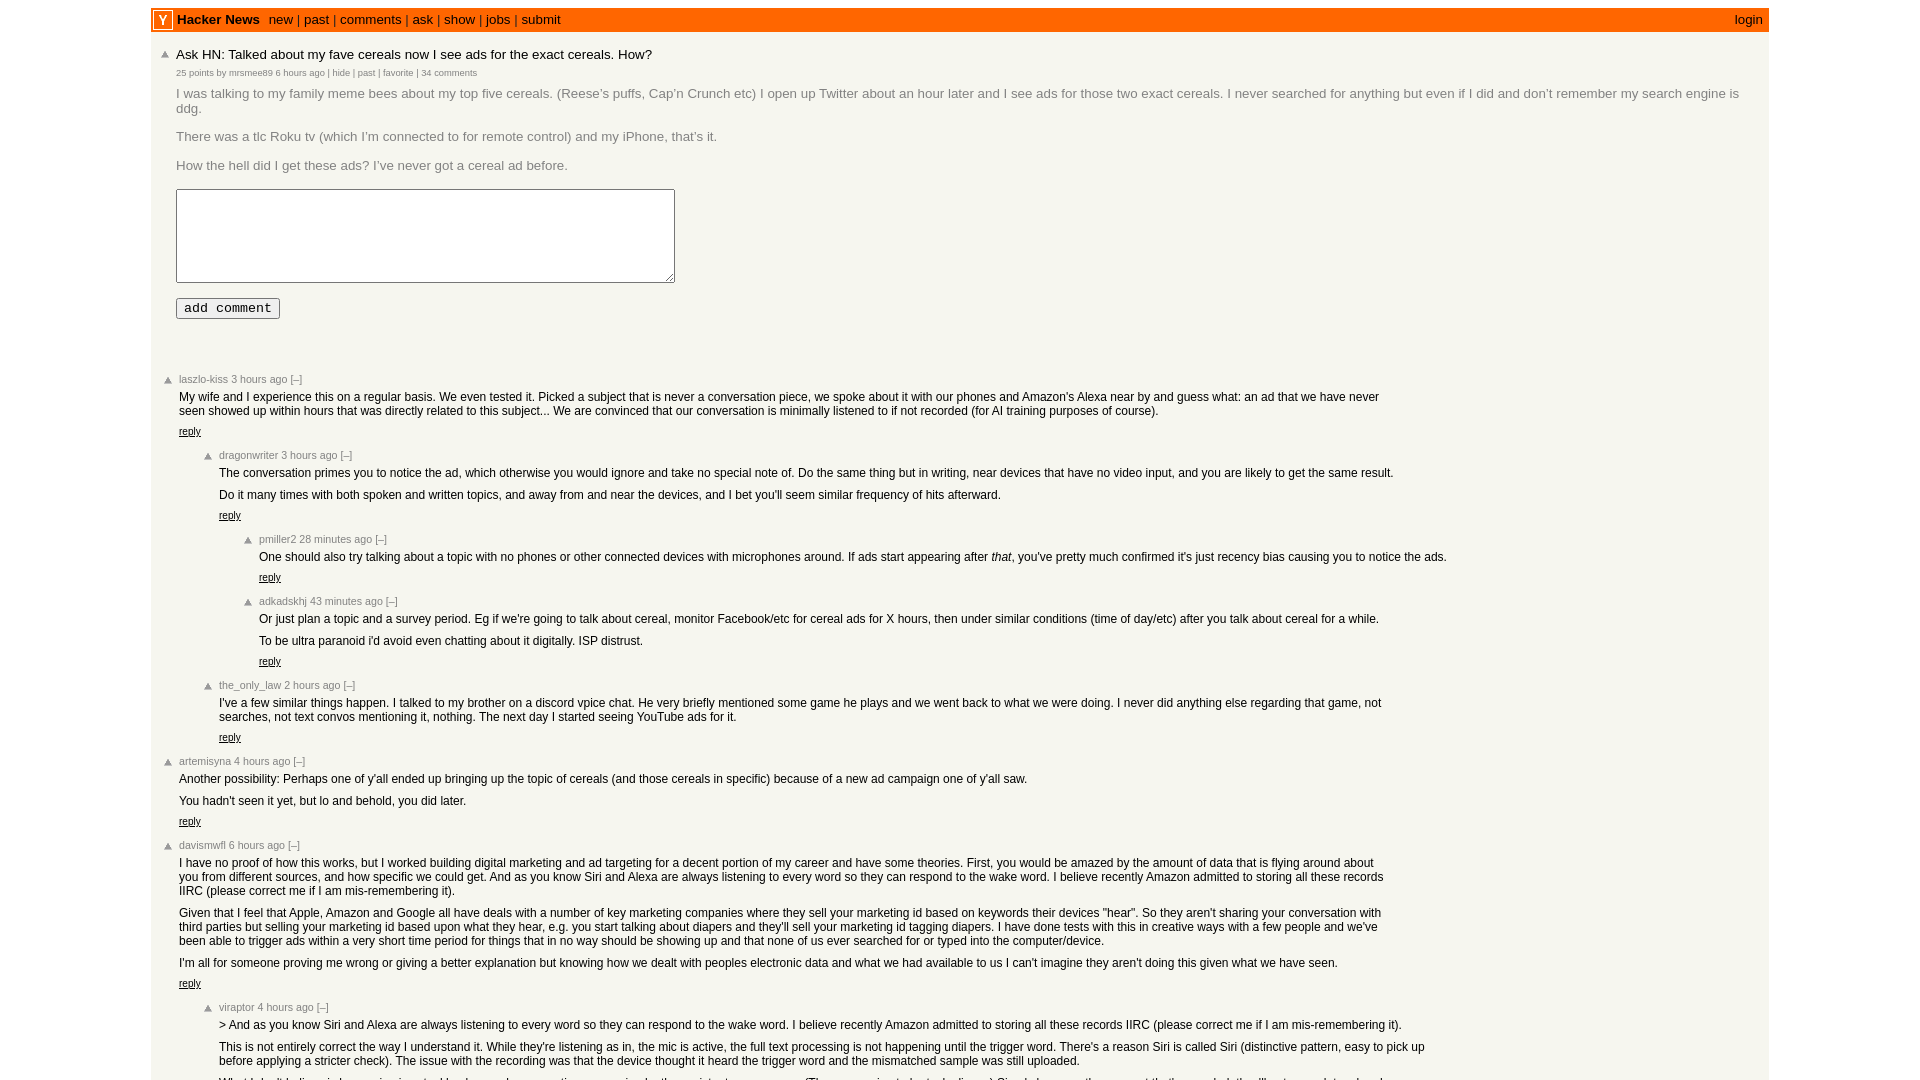 Y Hacker News new | past | comments | ask | show | jobs | submit login
Ask HN: Talked about my fave cereals now I see ads for the exact cereals. How?
25 points by mrsmee89 6 hours ago | hide | past | favorite | 34 comments
I was talking to my family meme bees about my top five cereals. (Reese's puffs, Cap'n Crunch etc) I open up Twitter about an hour later and I see ads for those two exact cereals. I never searched for anything but even if I did and don't remember my search engine is
ddg.
There was a tlc Roku tv (which I'm connected to for remote control) and my iPhone, that's it.
How the hell did I get these ads? I've never got a cereal ad before.
add comment
laszlo-kiss 3 hours ago [–]
My wife and I experience this on a regular basis. We even tested it. Picked a subject that is never a conversation piece, we spoke about it with our phones and Amazon's Alexa near by and guess what: an ad that we have never
seen showed up within hours that was directly related to this subject... We are convinced that our conversation is minimally listened to if not recorded (for AI training purposes of course).
reply
dragonwriter 3 hours ago [–]
The conversation primes you to notice the ad, which otherwise you would ignore and take no special note of. Do the same thing but in writing, near devices that have no video input, and you are likely to get the same result.
Do it many times with both spoken and written topics, and away from and near the devices, and I bet you'll seem similar frequency of hits afterward.
reply
pmiller2 28 minutes ago [–]
One should also try talking about a topic with no phones or other connected devices with microphones around. If ads start appearing after that, you've pretty much confirmed it's just recency bias causing you to notice the ads.
reply
adkadskhj 43 minutes ago [–]
Or just plan a topic and a survey period. Eg if we're going to talk about cereal, monitor Facebook/etc for cereal ads for X hours, then under similar conditions (time of day/etc) after you talk about cereal for a while.
To be ultra paranoid i'd avoid even chatting about it digitally. ISP distrust.
reply
the_only_law 2 hours ago [–]
I've a few similar things happen. I talked to my brother on a discord vpice chat. He very briefly mentioned some game he plays and we went back to what we were doing. I never did anything else regarding that game, not
searches, not text convos mentioning it, nothing. The next day I started seeing YouTube ads for it.
reply
artemisyna 4 hours ago [–]
Another possibility: Perhaps one of y'all ended up bringing up the topic of cereals (and those cereals in specific) because of a new ad campaign one of y'all saw.
You hadn't seen it yet, but lo and behold, you did later.
reply
davismwfl 6 hours ago [–]
I have no proof of how this works, but I worked building digital marketing and ad targeting for a decent portion of my career and have some theories. First, you would be amazed by the amount of data that is flying around about
you from different sources, and how specific we could get. And as you know Siri and Alexa are always listening to every word so they can respond to the wake word. I believe recently Amazon admitted to storing all these records
IIRC (please correct me if I am mis-remembering it).
Given that I feel that Apple, Amazon and Google all have deals with a number of key marketing companies where they sell your marketing id based on keywords their devices "hear". So they aren't sharing your conversation with
third parties but selling your marketing id based upon what they hear, e.g. you start talking about diapers and they'll sell your marketing id tagging diapers. I have done tests with this in creative ways with a few people and we've
been able to trigger ads within a very short time period for things that in no way should be showing up and that none of us ever searched for or typed into the computer/device.
I'm all for someone proving me wrong or giving a better explanation but knowing how we dealt with peoples electronic data and what we had available to us I can't imagine they aren't doing this given what we have seen.
reply
viraptor 4 hours ago [–]
> And as you know Siri and Alexa are always listening to every word so they can respond to the wake word. I believe recently Amazon admitted to storing all these records IIRC (please correct me if I am mis-remembering it).
This is not entirely correct the way I understand it. While they're listening as in, the mic is active, the full text processing is not happening until the trigger word. There's a reason Siri is called Siri (distinctive pattern, easy to pick up
before applying a stricter check). The issue with the recording was that the device thought it heard the trigger word and the mismatched sample was still uploaded.